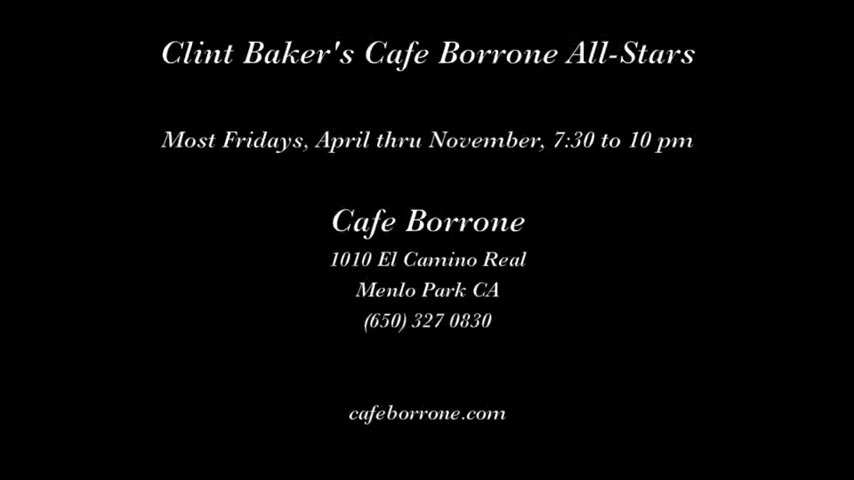 Clint Baker's Cafe Borrone All-Stars
Most Fridays, April thru November, 7:30 to 10 pm
Cafe Borrone
1010 El Camino Real
Menlo Park CA
(650) 327 0830
cafeborrone.com